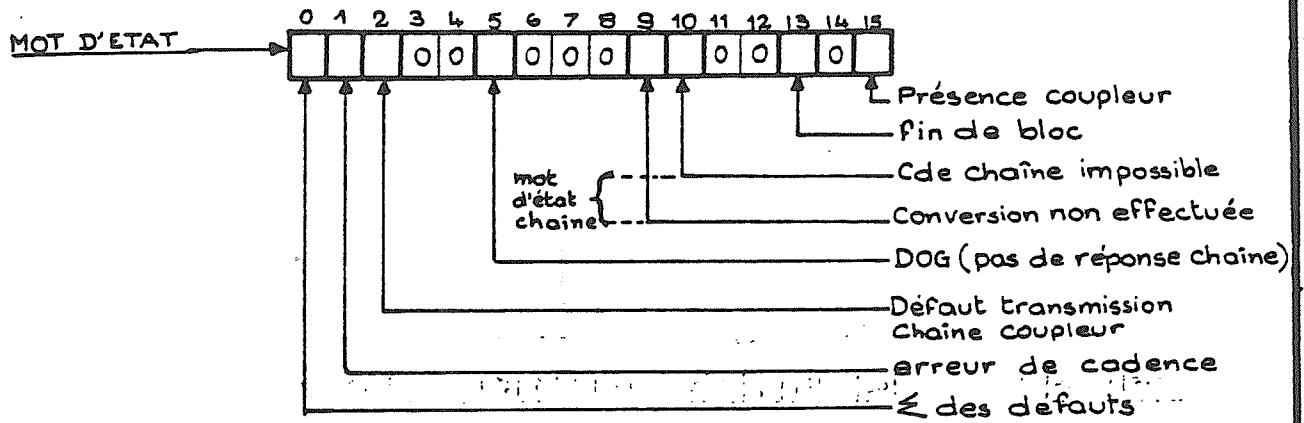 0 1 2 3 4 5 6 7 8 9 10 11 12 13 14 15
MOT D'ETAT
0 0 0 0 0 0 0 0
Présence coupleur
fin de bloc
Cde chaîne impossible
mot
d'état
chaîne
Conversion non effectuée
DOG (pas de réponse chaîne)
Défaut transmission
Chaîne coupleur
erreur de cadence
Σ des défauts